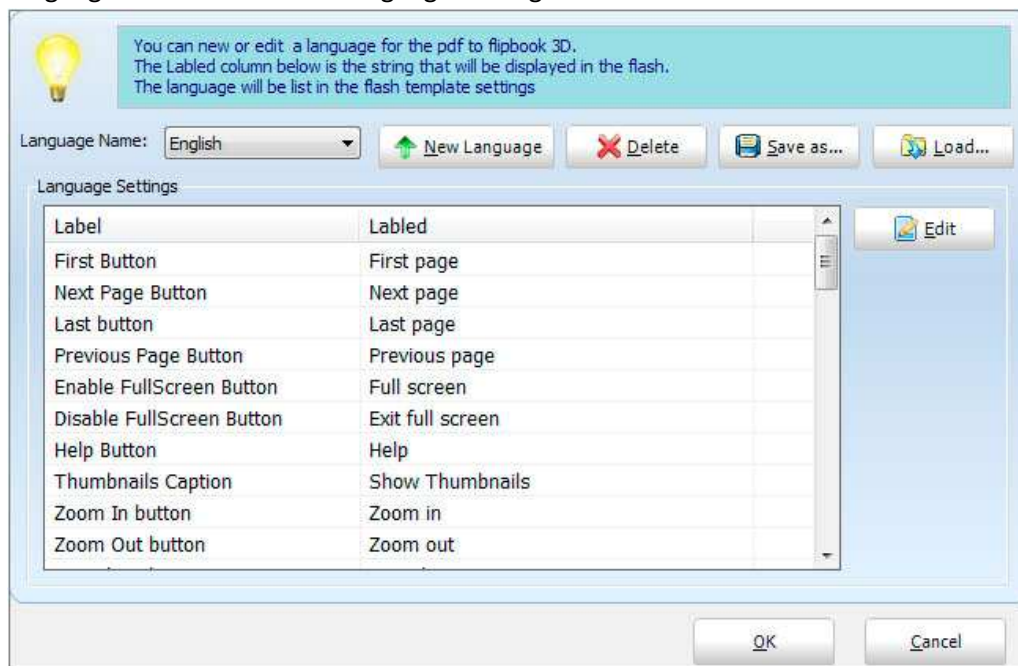 You can new or edit a language for the pdf to flipbook 3D.
The Labled column below is the string that will be displayed in the flash.
The language will be list in the flash template settings
Language Name: English New Language Delete Save as... Load...
Language Settings
Label Labled Edit
First Button First page
Next Page Button Next page
Last button Last page
Previous Page Button Previous page
Enable FullScreen Button Full screen
Disable FullScreen Button Exit full screen
Help Button Help
Thumbnails Caption Show Thumbnails
Zoom In button Zoom in
Zoom Out button Zoom out
OK Cancel